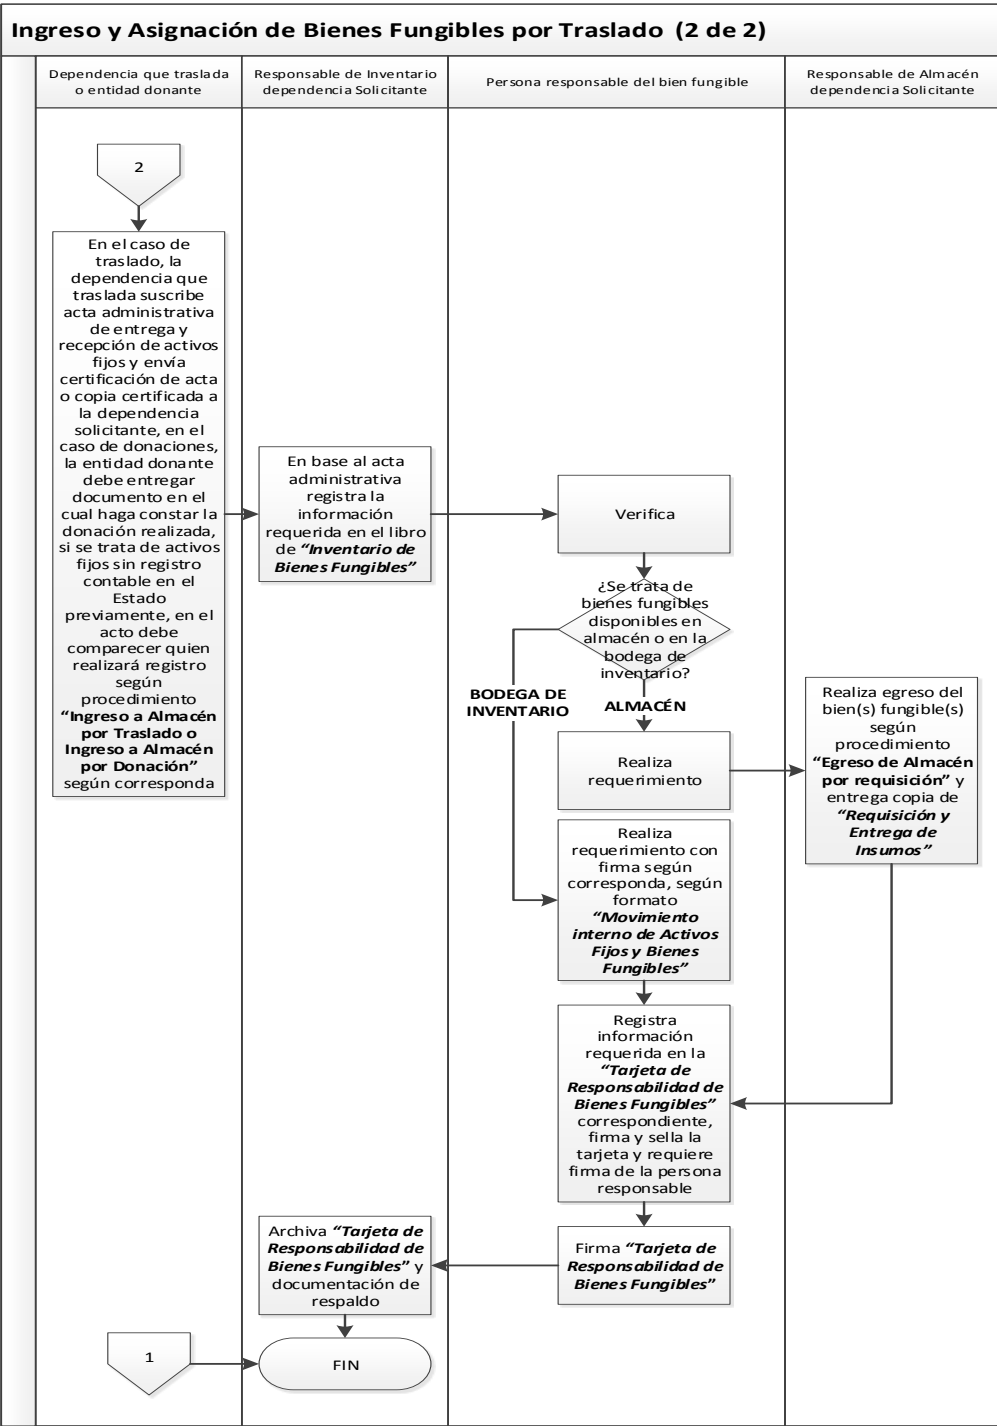 Ingreso y Asignación de Bienes Fungibles por Traslado (2 de 2)
Dependencia que traslada
o entidad donante
Responsable de Inventario
dependencia Solicitante
Persona responsable del bien fungible
Responsable de Almacén
dependencia Solicitante
2
En el caso de
traslado, la
dependencia que
traslada suscribe
acta administrativa
de entrega y
recepción de activos
fijos y envía
certificación de acta
o copia certificada a
la dependencia
solicitante, en el
caso de donaciones,
la entidad donante
debe entregar
documento en el
cual haga constar la
donación realizada,
si se trata de activos
fijos sin registro
contable en el
Estado
previamente, en el
acto debe
comparecer quien
realizará registro
según
procedimiento
“Ingreso a Almacén
por Traslado o
Ingreso a Almacén
por Donación”
según corresponda
En base al acta
administrativa
registra la
información
requerida en el libro
de “Inventario de
Bienes Fungibles”
Verifica
¿Se trata de
bienes fungibles
disponibles en
almacén o en la
bodega de
inventario?
BODEGA DE
INVENTARIO
ALMACÉN
Realiza
requerimiento
Realiza egreso del
bien(s) fungible(s)
según
procedimiento
“Egreso de Almacén
por requisición” y
entrega copia de
“Requisición y
Entrega de
Insumos”
Realiza
requerimiento con
firma según
corresponda, según
formato
“Movimiento
interno de Activos
Fijos y Bienes
Fungibles”
Registra
información
requerida en la
“Tarjeta de
Responsabilidad de
Bienes Fungibles”
correspondiente,
firma y sella la
tarjeta y requiere
firma de la persona
responsable
Firma “Tarjeta de
Responsabilidad de
Bienes Fungibles”
Archiva “Tarjeta de
Responsabilidad de
Bienes Fungibles” y
documentación de
respaldo
1
FIN